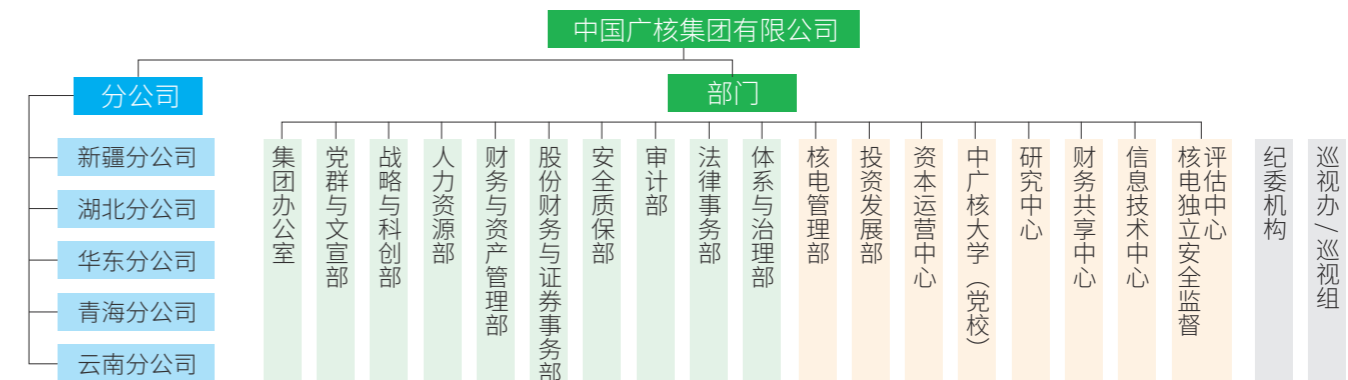 中国广核集团有限公司
分公司
部门
新疆分公司
湖北分公司
华东分公司
青海分公司
云南分公司
集团办公室
党群与文宣部
战略与科创部
人力资源部
财务与资产管理部
股份财务与证券事务部
安全质保部
审计部
法律事务部
体系与治理部
核电管理部
投资发展部
资本运营中心
中广核大学（党校）
研究中心
财务共享中心
信息技术中心
核电独立安全监督
评估中心
纪委机构
巡视办/巡视组